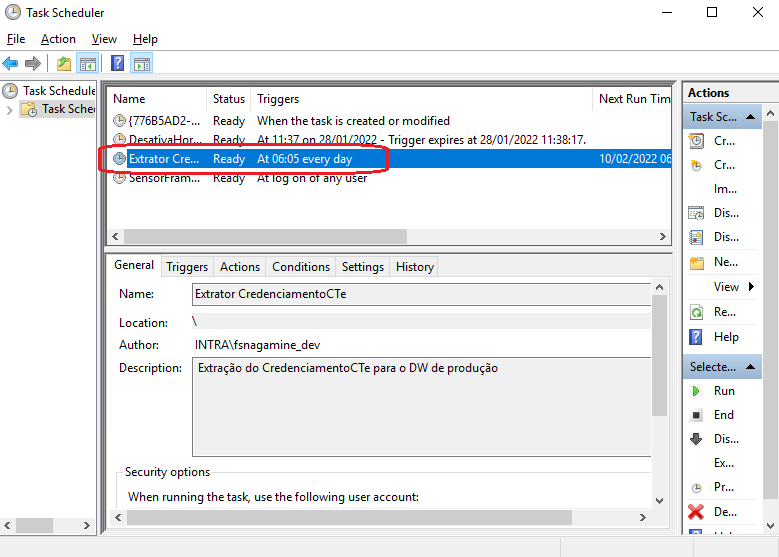 Task Scheduler
File Action View Help
Task Schedule
Task Sche
Name Status Triggers Next Run Tim
{776B5AD2-... Ready When the task is created or modified
DesativaHor... Ready At 11:37 on 28/01/2022 - Trigger expires at 28/01/2022 11:38:17.
Extrator Cre... Ready At 06:05 every day 10/02/2022 06
SensorFram... Ready At log on of any user
General Triggers Actions Conditions Settings History
Name: Extrator CredenciamentoCTe
Location: \
Author: INTRA\fsnagamine_dev
Description: Extração do CredenciamentoCTe para o DW de produção
Security options
When running the task, use the following user account:
Actions
Task Sc...
Cr...
Cr...
Im...
Dis...
Dis...
Ne...
View
Re...
Help
Selecte...
Run
End
Dis...
Ex...
Pr...
De...